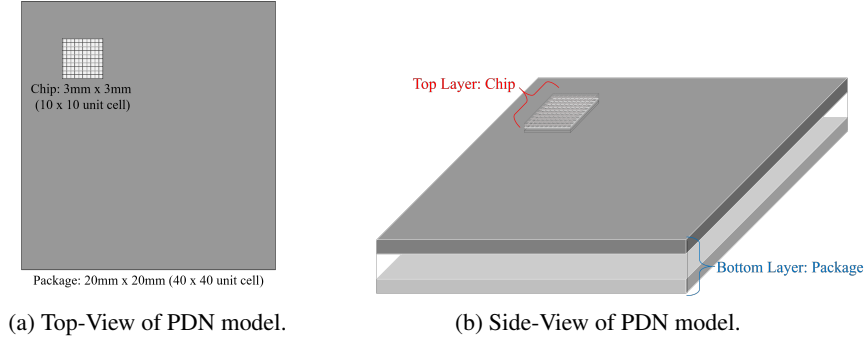 Chip: 3mm x 3mm
(10 x 10 unit cell)
Package: 20mm x 20mm (40 x 40 unit cell)
(a) Top-View of PDN model.
Top Layer: Chip
Bottom Layer: Package
(b) Side-View of PDN model.